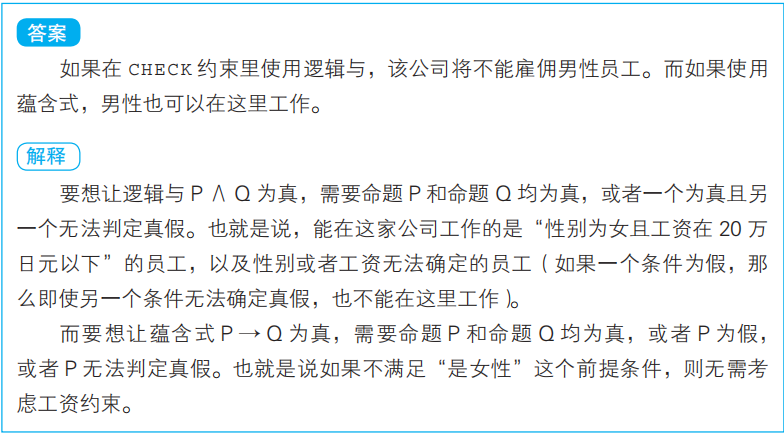 答案
如果在 CHECK 约束里使用逻辑与，该公司将不能雇佣男性员工。而如果使用
蕴含式，男性也可以在这里工作。
解释
要想让逻辑与 P ∧ Q 为真，需要命题 P 和命题 Q 均为真，或者一个为真且另
一个无法判定真假。也就是说，能在这家公司工作的是“性别为女且工资在 20 万
日元以下”的员工，以及性别或者工资无法确定的员工（如果一个条件为假，那
么即使另一个条件无法确定真假，也不能在这里工作）。
而要想让蕴含式 P → Q 为真，需要命题 P 和命题 Q 均为真，或者 P 为假，
或者 P 无法判定真假。也就是说如果不满足“是女性”这个前提条件，则无需考
虑工资约束。